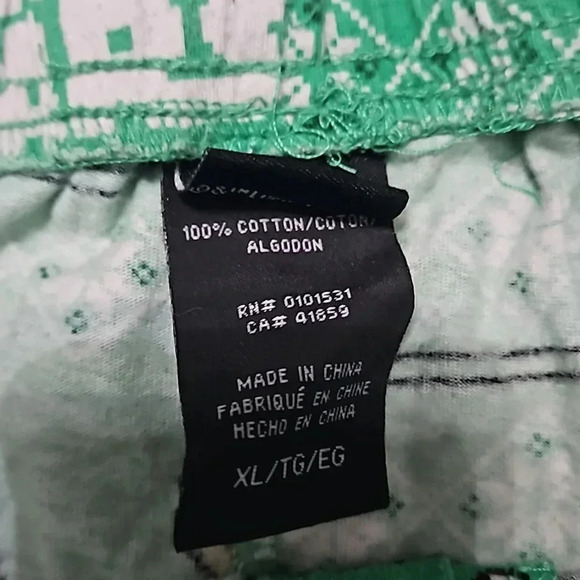 100% COTTON/COTON/
ALGODON
RN# 0101531
CA# 41859
MADE IN CHINA
FABRIQUÉ EN CHINE
HECHO EN CHINA
XL/TG/EG